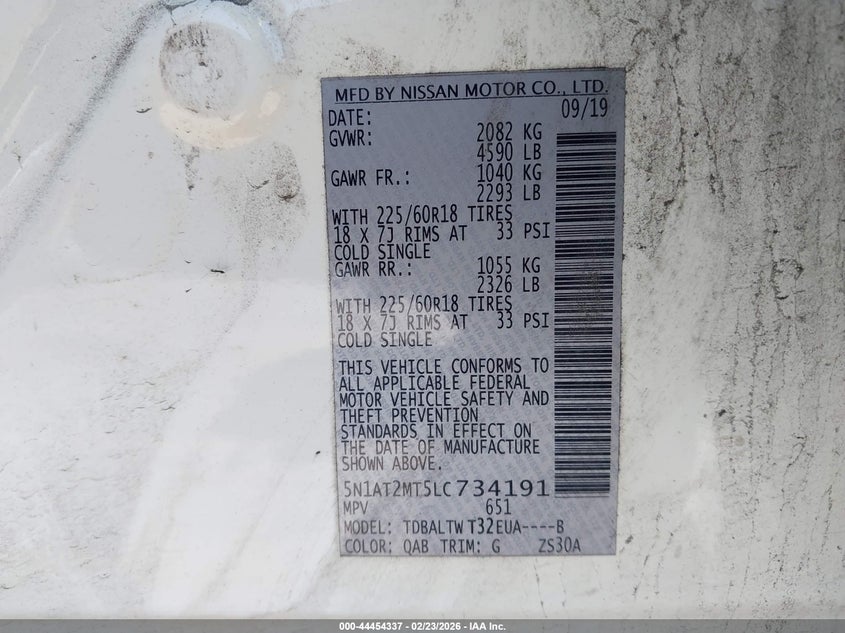 MFD BY NISSAN MOTOR CO., LTD.
DATE: 09/19
GVWR: 2082 KG
4590 LB
GAWR FR.: 1040 KG
2293 LB
WITH 225/60R18 TIRES
18 X 7J RIMS AT 33 PSI
COLD SINGLE
GAWR RR.: 1055 KG
2326 LB
WITH 225/60R18 TIRES
18 X 7J RIMS AT 33 PSI
COLD SINGLE
THIS VEHICLE CONFORMS TO
ALL APPLICABLE FEDERAL
MOTOR VEHICLE SAFETY AND
THEFT PREVENTION
STANDARDS IN EFFECT ON
THE DATE OF MANUFACTURE
SHOWN ABOVE.
5N1AT2MT5LC734191
MPV 651
MODEL: TDBALTW T32EUA----B
COLOR: QAB TRIM: G ZS30A
000-44454337 - 02/23/2026 - IAA Inc.